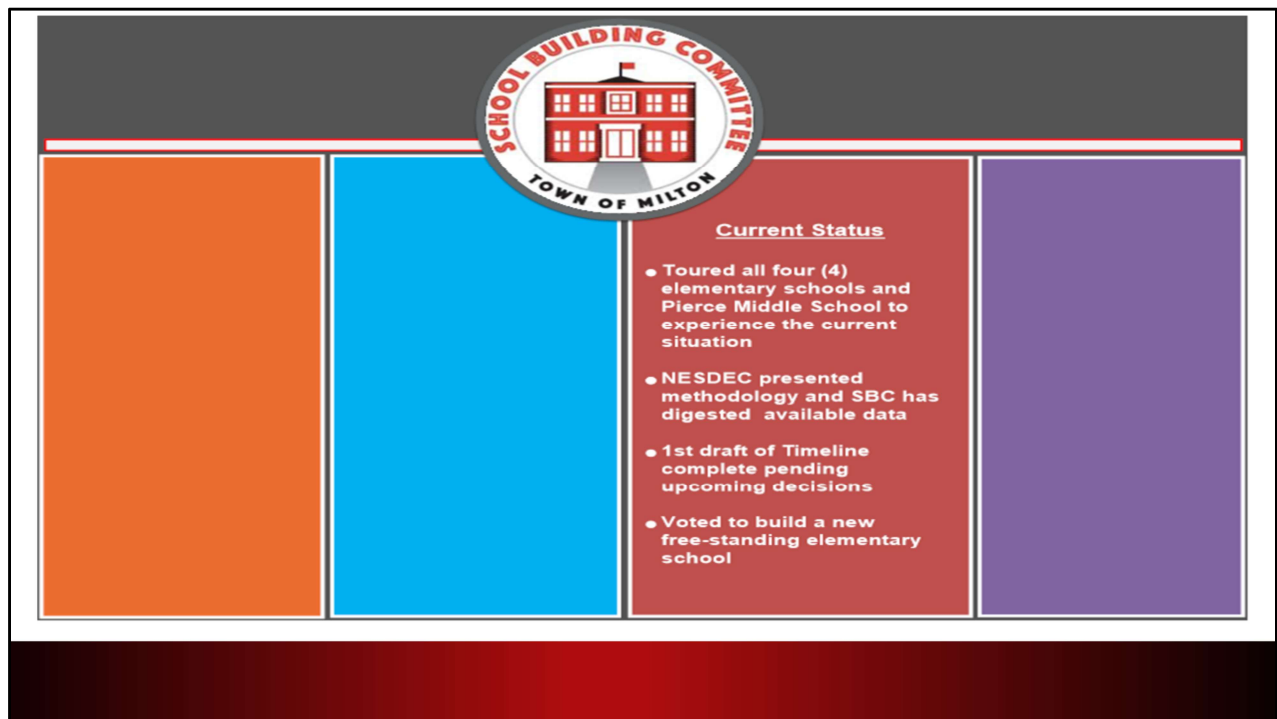 SCHOOL BUILDING COMMITTEE
TOWN OF MILTON
Current Status
• Toured all four (4)
elementary schools and
Pierce Middle School to
experience the current
situation
• NESDEC presented
methodology and SBC has
digested  available data
• 1st draft of Timeline
complete pending
upcoming decisions
• Voted to build a new
free-standing elementary
school